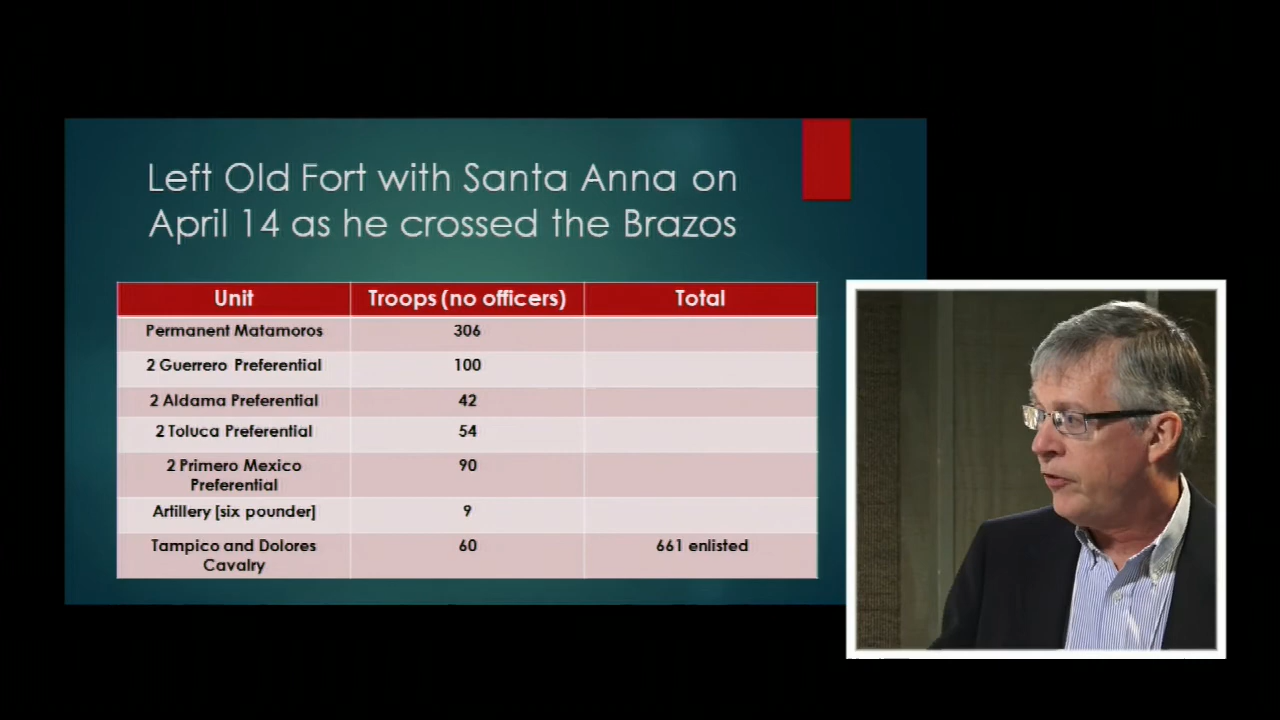 Left Old Fort with Santa Anna on
April 14 as he crossed the Brazos
Unit Troops (no officers) Total
Permanent Matamoros 306
2 Guerrero Preferential 100
2 Aldama Preferential 42
2 Toluca Preferential 54
2 Primero Mexico 90
Preferential
Artillery [six pounder] 9
Tampico and Dolores 60 661 enlisted
Cavalry